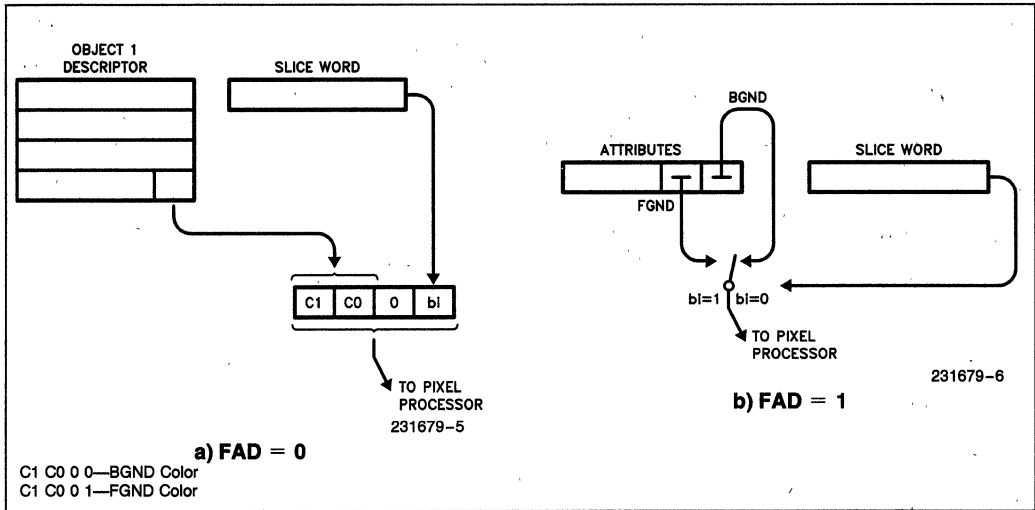 OBJECT 1
DESCRIPTOR
SLICE WORD
C1 C0 0 bi
TO PIXEL
PROCESSOR
231679-5
a) FAD = 0
C1 C0 0 0—BGND Color
C1 C0 0 1—FGND Color
BGND
ATTRIBUTES
SLICE WORD
FGND
bi=1 bi=0
TO PIXEL
PROCESSOR
231679-6
b) FAD = 1